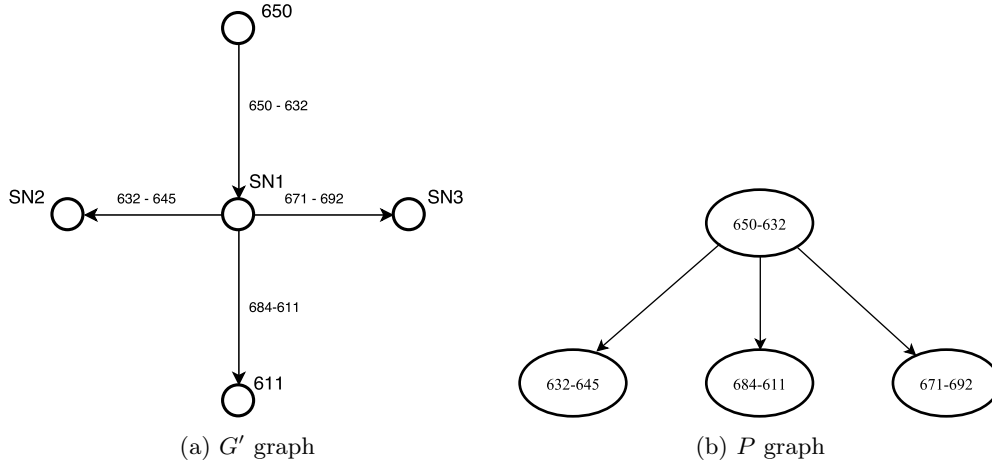 650
650 - 632
SN1
SN2
632 - 645
671 - 692
SN3
684-611
611
(a) G′ graph
650-632
632-645
684-611
671-692
(b) P graph